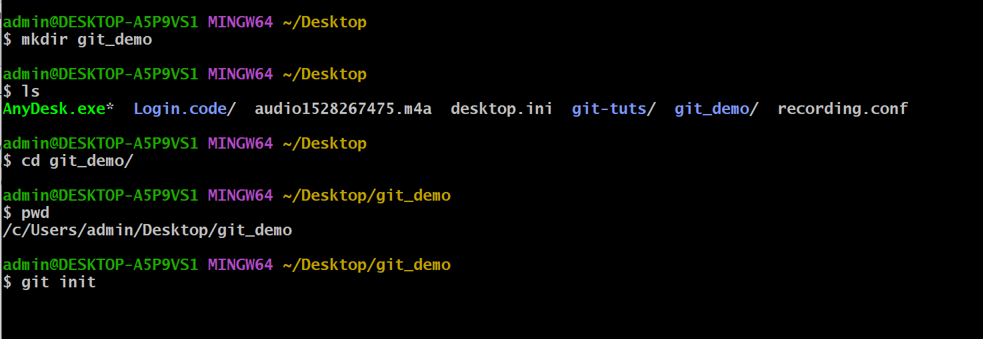 admin@DESKTOP-A5P9VS1 MINGW64 ~/Desktop
$ mkdir git_demo
admin@DESKTOP-A5P9VS1 MINGW64 ~/Desktop
$ ls
AnyDesk.exe* Login.code/ audio1528267475.m4a desktop.ini git-tuts/ git_demo/ recording.conf
admin@DESKTOP-A5P9VS1 MINGW64 ~/Desktop
$ cd git_demo/
admin@DESKTOP-A5P9VS1 MINGW64 ~/Desktop/git_demo
$ pwd
/c/Users/admin/Desktop/git_demo
admin@DESKTOP-A5P9VS1 MINGW64 ~/Desktop/git_demo
$ git init